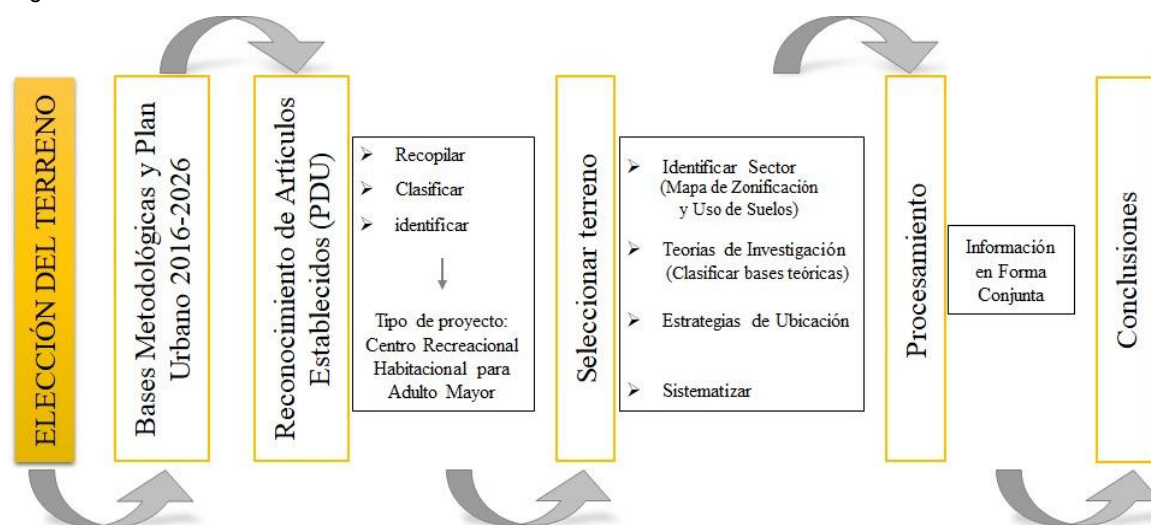 ELECCIÓN DEL TERRENO
Bases Metodológicas y Plan
Urbano 2016-2026
Reconocimiento de Artículos
Establecidos (PDU)
➤ Recopilar
➤ Clasificar
➤ identificar
Tipo de proyecto:
Centro Recreacional
Habitacional para
Adulto Mayor
Seleccionar terreno
➤ Identificar Sector
(Mapa de Zonificación
y Uso de Suelos)
➤ Teorías de Investigación
(Clasificar bases teóricas)
➤ Estrategias de Ubicación
➤ Sistematizar
Procesamiento
Información
en Forma
Conjunta
Conclusiones